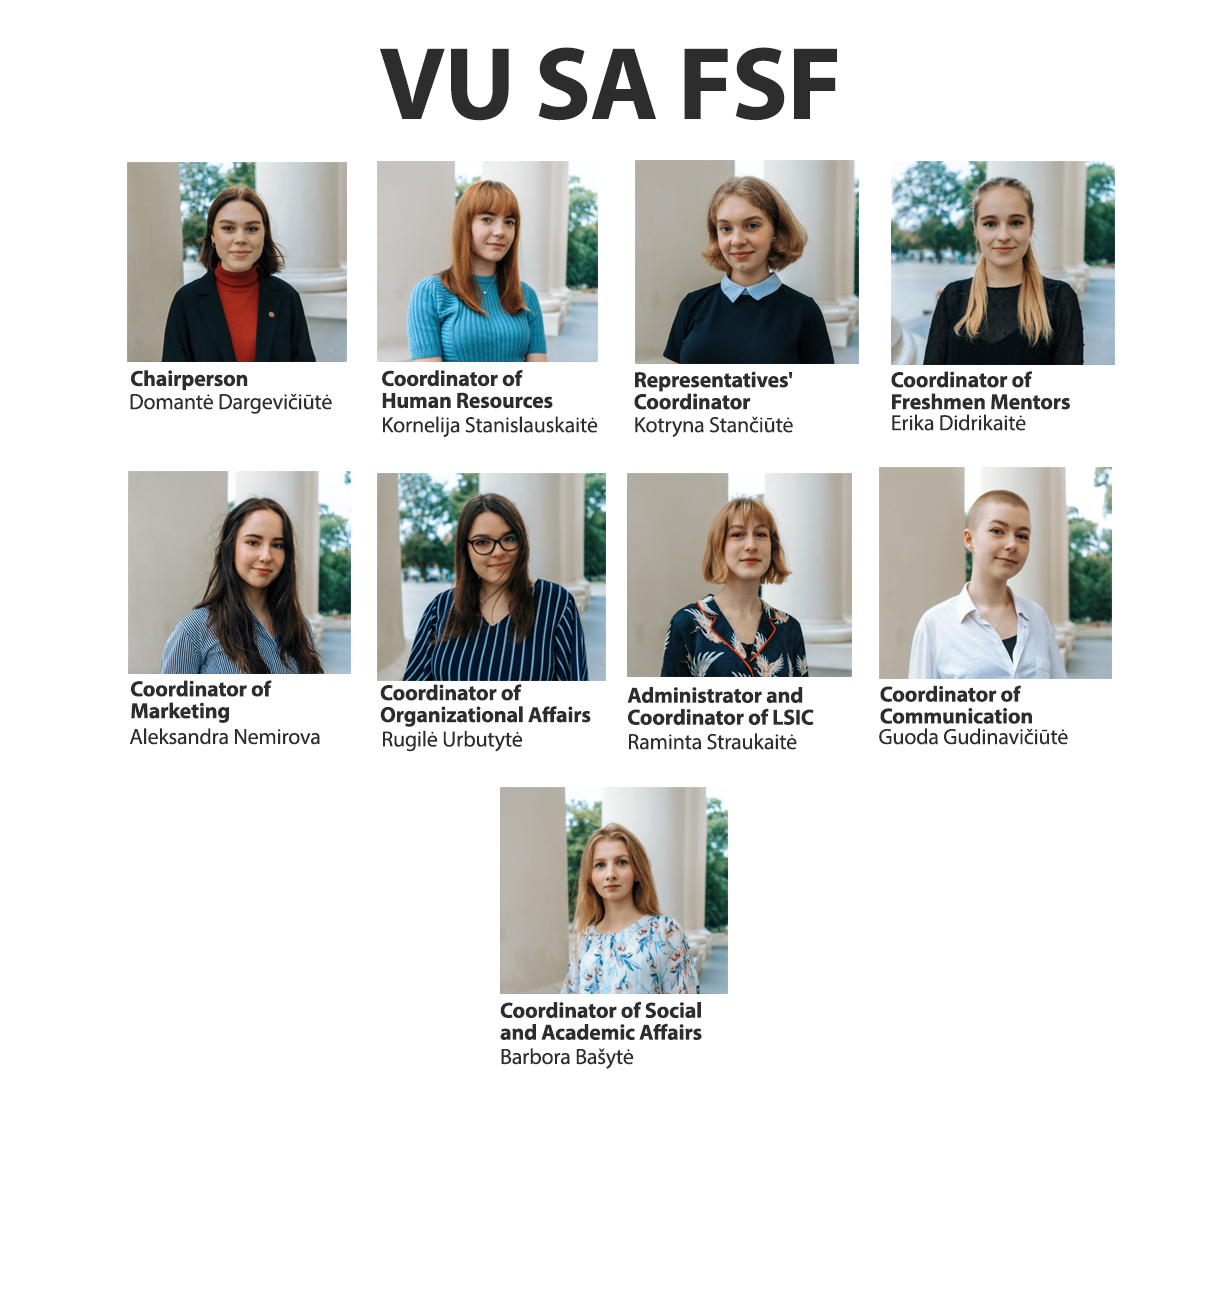 VU SA FSF
Chairperson
Domantė Dargevičiūtė
Coordinator of
Human Resources
Kornelija Stanislauskaitė
Representatives'
Coordinator
Kotryna Stančiūtė
Coordinator of
Freshmen Mentors
Erika Didrikaitė
Coordinator of
Marketing
Aleksandra Nemirova
Coordinator of
Organizational Affairs
Rugilė Urbutytė
Administrator and
Coordinator of LSIC
Raminta Straukaitė
Coordinator of
Communication
Guoda Gudinavičiūtė
Coordinator of Social
and Academic Affairs
Barbora Bašytė